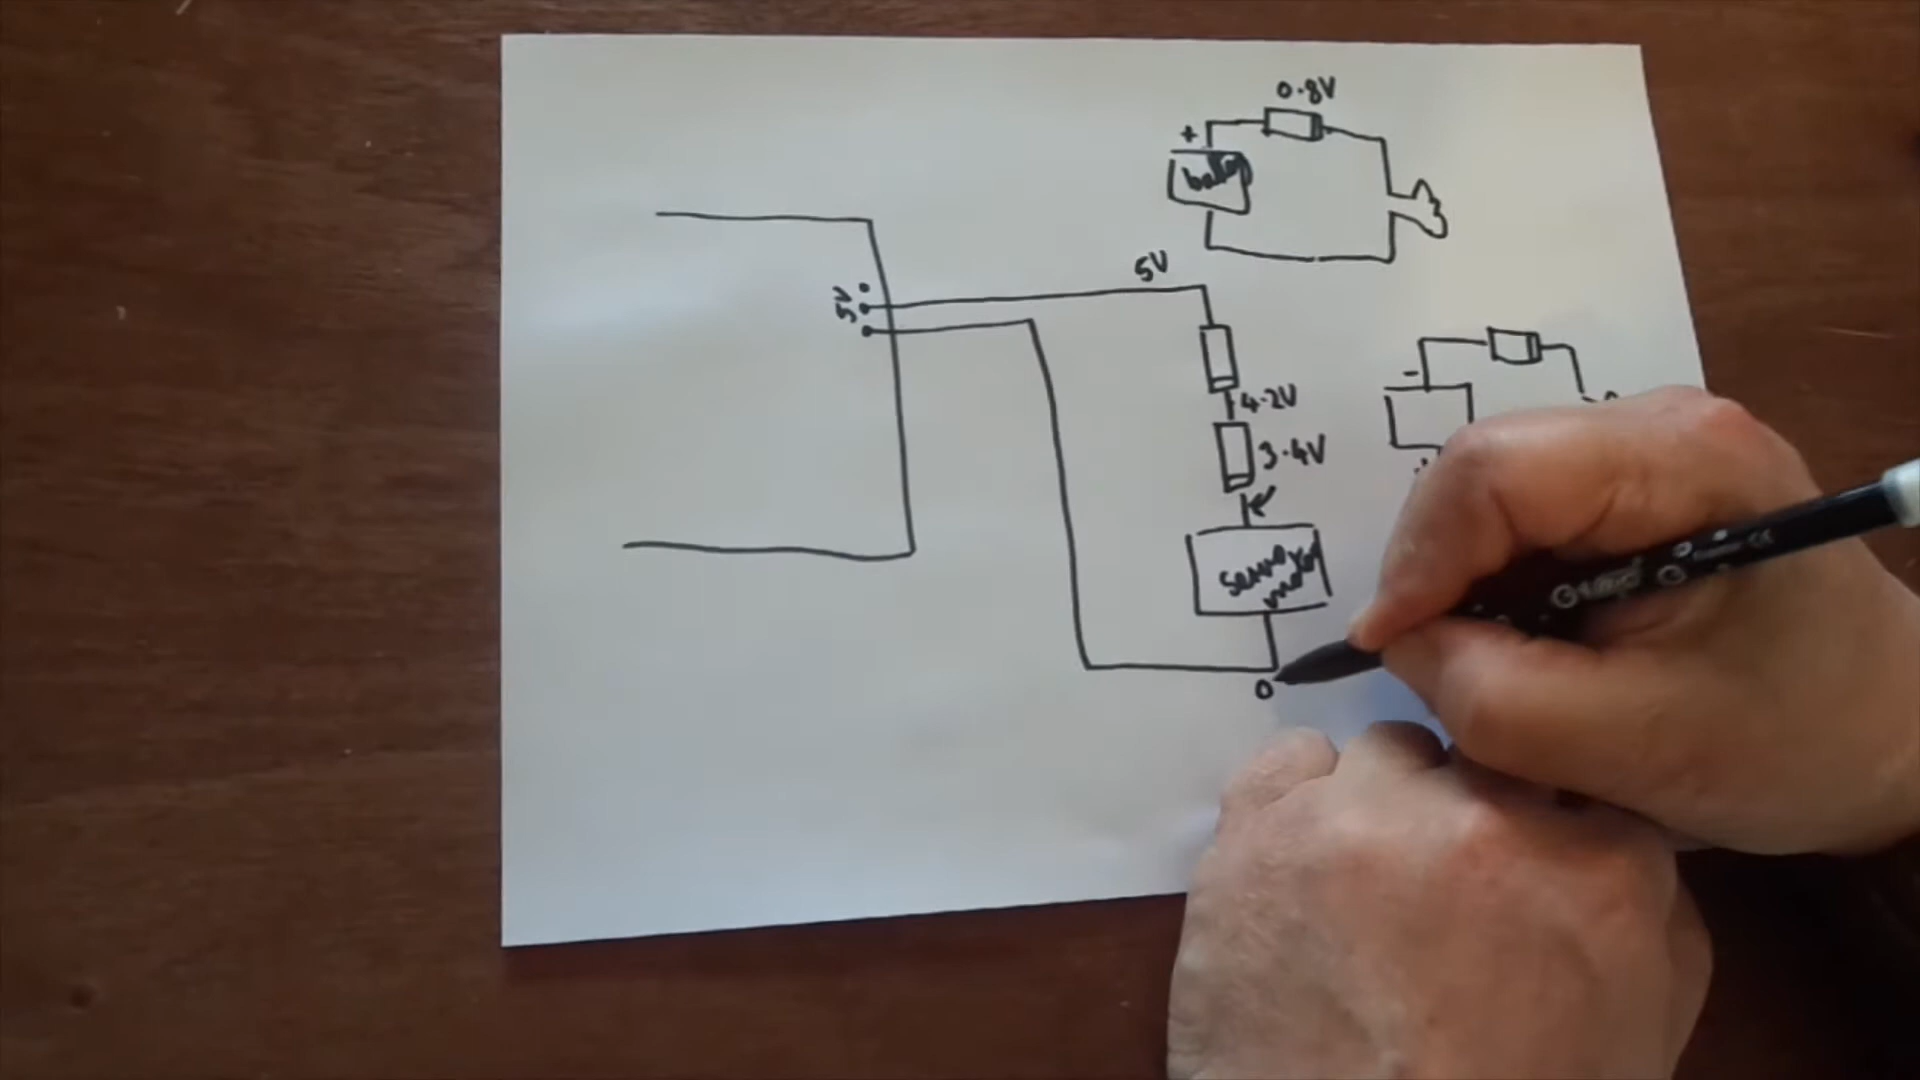 0.8V
+
battery
5V
5V
4.2V
-
3.4V
servo
motor
0